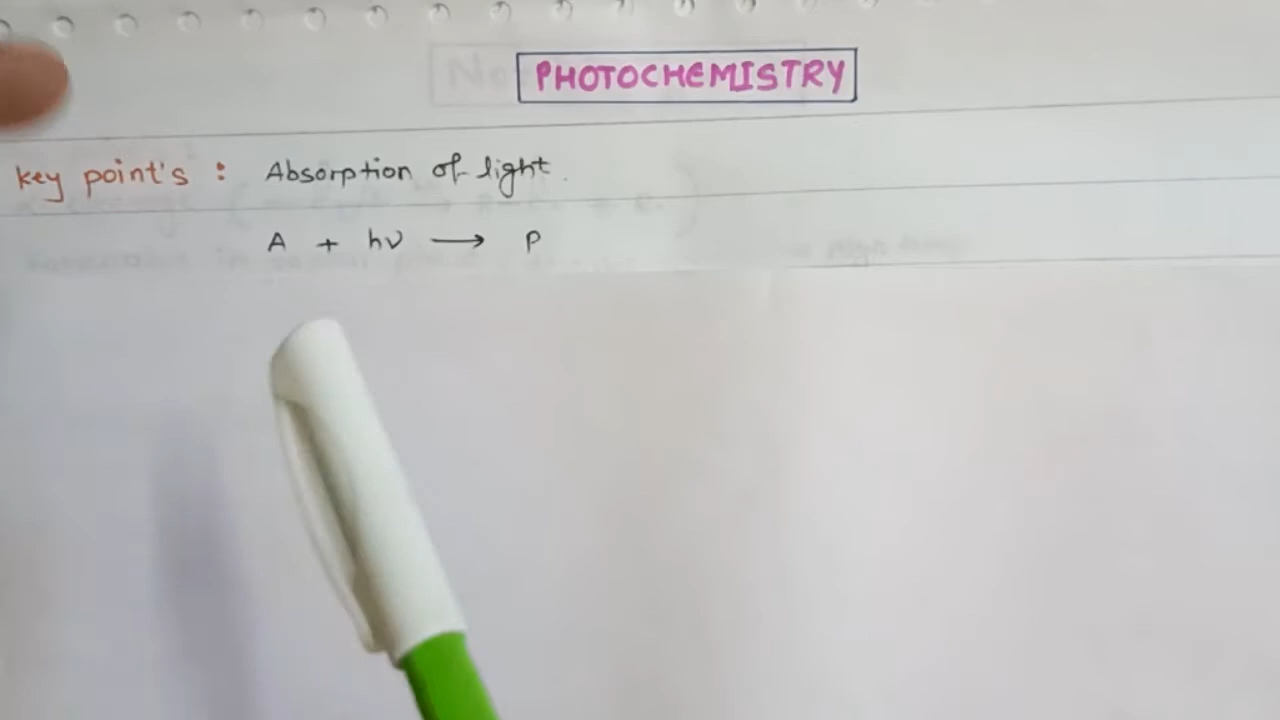 PHOTOCHEMISTRY
Key point's : Absorption of light.
A + hν ⟶ P